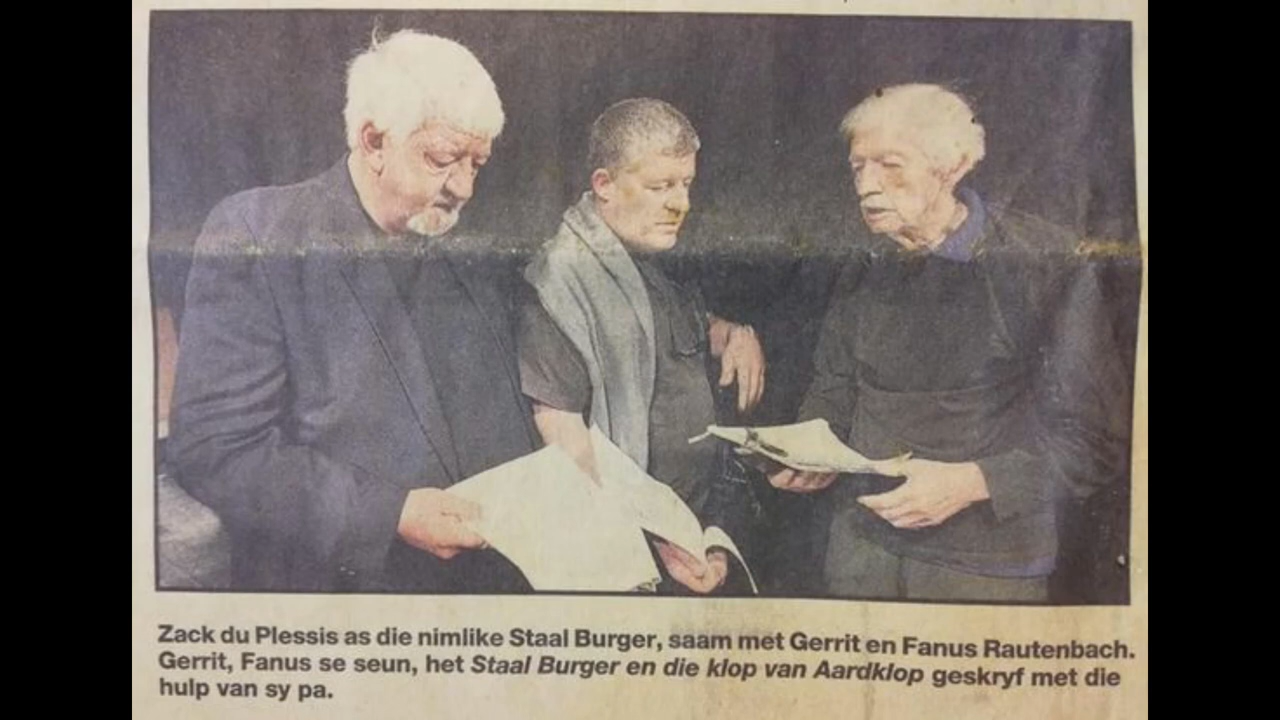 Zack du Plessis as die nimlike Staal Burger, saam met Gerrit en Fanus Rautenbach.
Gerrit, Fanus se seun, het Staal Burger en die klop van Aardklop geskryf met die
hulp van sy pa.